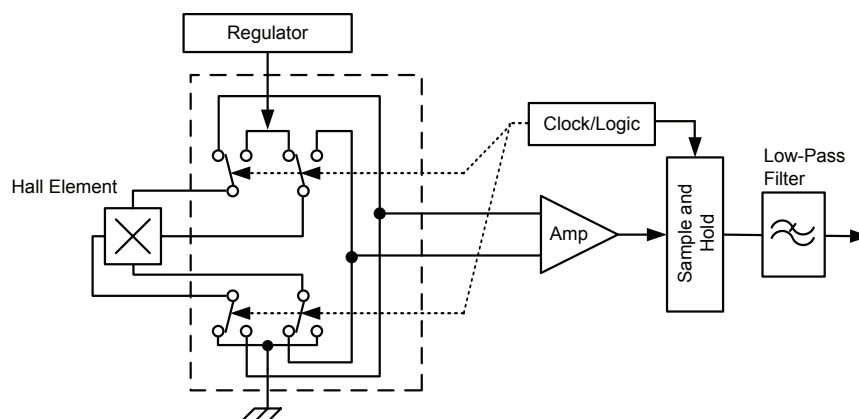 Regulator
Clock/Logic
Low-Pass
Filter
Hall Element
Amp
Sample and
Hold